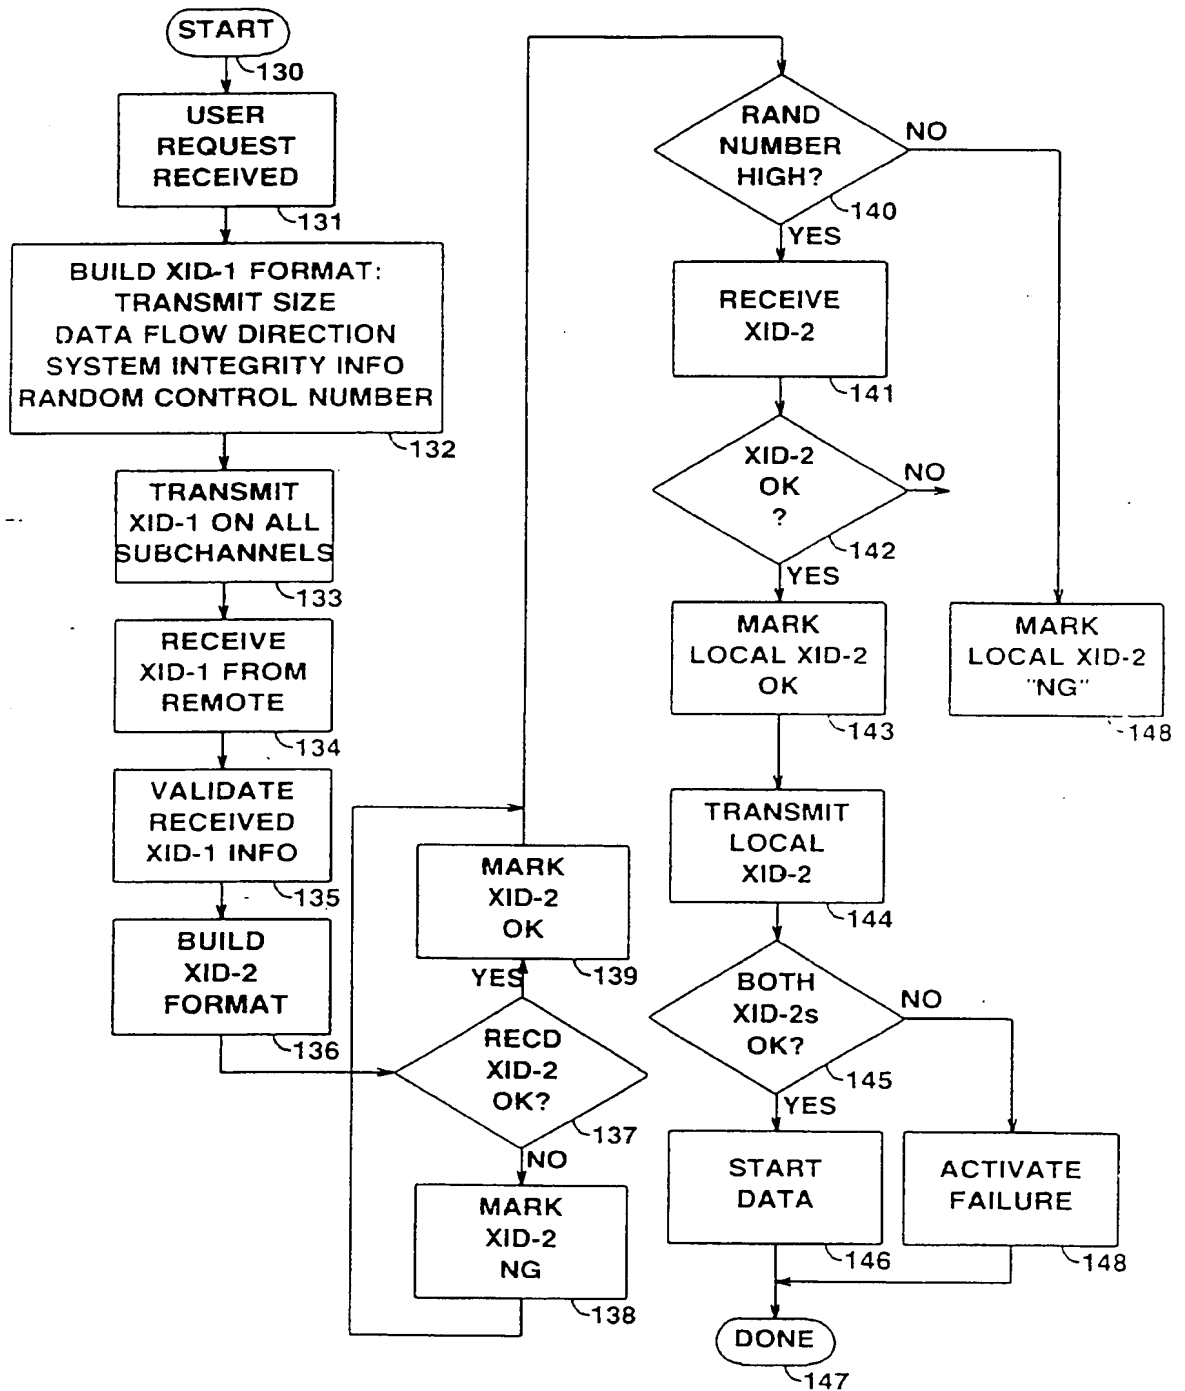 START
130
USER
REQUEST
RECEIVED
131
BUILD XID-1 FORMAT:
TRANSMIT SIZE
DATA FLOW DIRECTION
SYSTEM INTEGRITY INFO
RANDOM CONTROL NUMBER
132
TRANSMIT
XID-1 ON ALL
SUBCHANNELS
133
RECEIVE
XID-1 FROM
REMOTE
134
VALIDATE
RECEIVED
XID-1 INFO
135
BUILD
XID-2
FORMAT
136
RECD
XID-2
OK?
137
YES
NO
MARK
XID-2
NG
138
MARK
XID-2
OK
139
RAND
NUMBER
HIGH?
140
NO
YES
RECEIVE
XID-2
141
XID-2
OK
?
142
NO
YES
MARK
LOCAL XID-2
OK
143
MARK
LOCAL XID-2
"NG"
148
TRANSMIT
LOCAL
XID-2
144
BOTH
XID-2s
OK?
145
NO
YES
START
DATA
146
ACTIVATE
FAILURE
148
DONE
147